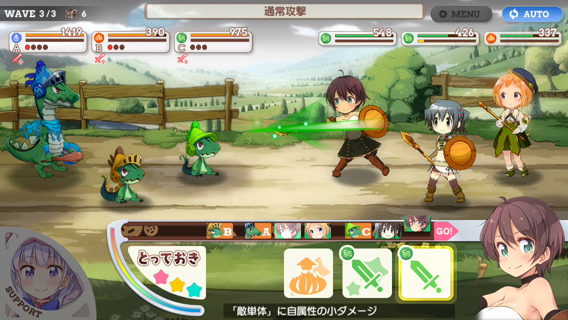 WAVE 3/3 6
通常攻撃
MENU
AUTO
1419
A
390
B
975
C
548
426
337
B
A
C
GO!
とっておき
「敵単体」に自属性の小ダメージ
SUPPORT